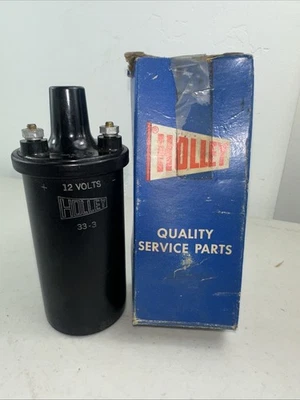 12 VOLTS
HOLLEY
33-3
HOLLEY
QUALITY
SERVICE PARTS